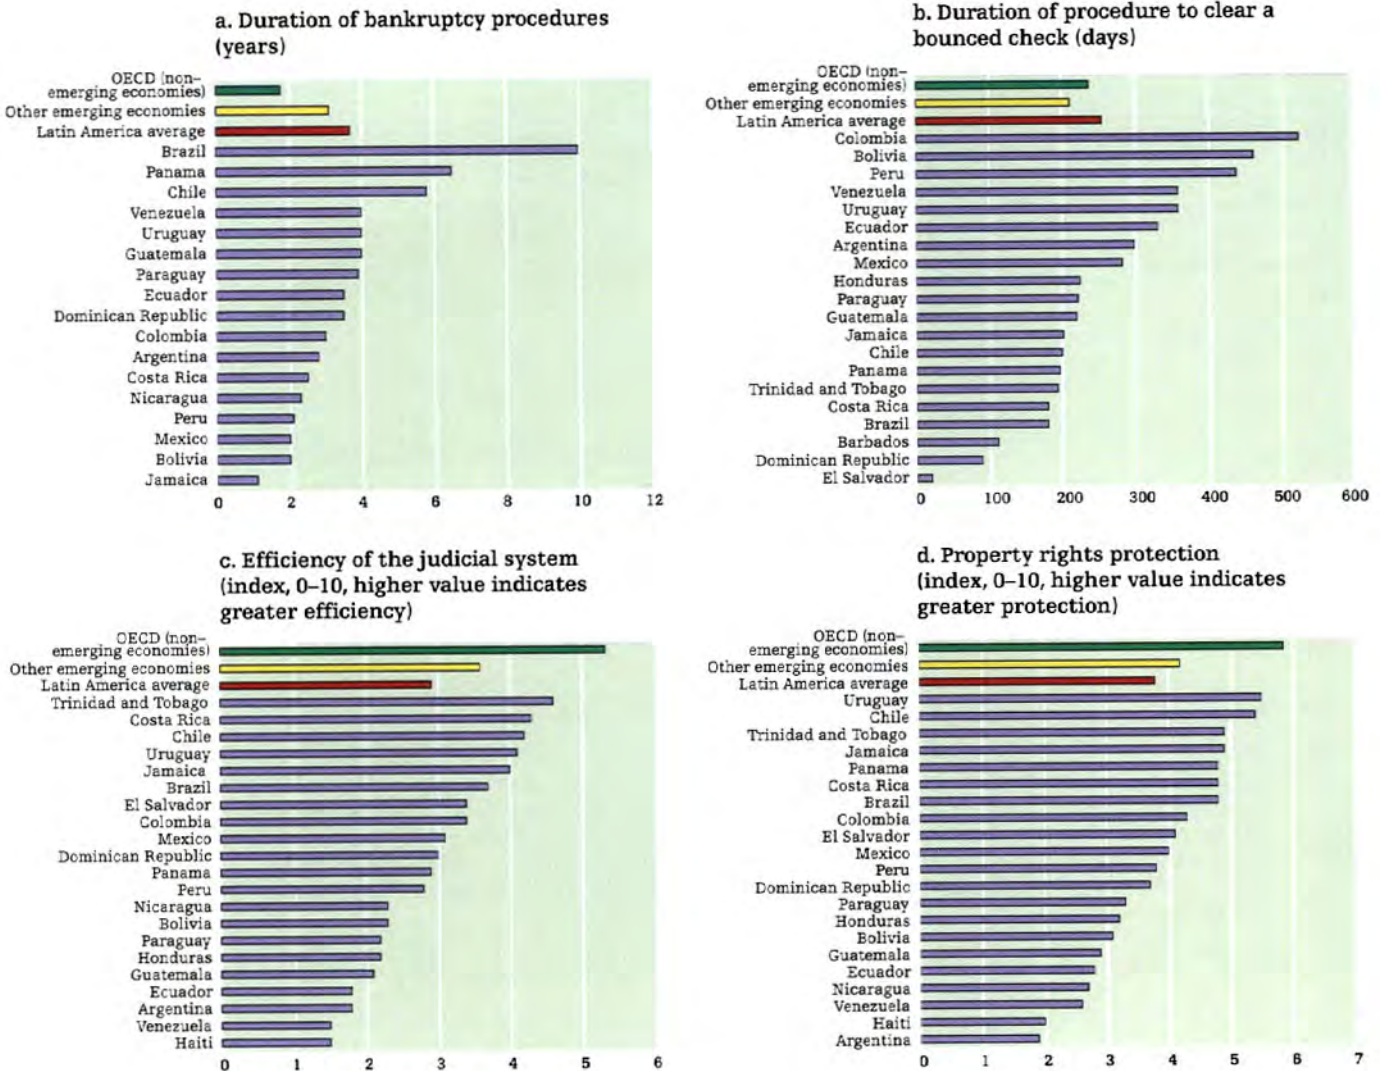 a. Duration of bankruptcy procedures
(years)
OECD (non–
emerging economies)
Other emerging economies
Latin America average
Brazil
Panama
Chile
Venezuela
Uruguay
Guatemala
Paraguay
Ecuador
Dominican Republic
Colombia
Argentina
Costa Rica
Nicaragua
Peru
Mexico
Bolivia
Jamaica
0 2 4 6 8 10 12
b. Duration of procedure to clear a
bounced check (days)
OECD (non–
emerging economies)
Other emerging economies
Latin America average
Colombia
Bolivia
Peru
Venezuela
Uruguay
Ecuador
Argentina
Mexico
Honduras
Paraguay
Guatemala
Jamaica
Chile
Panama
Trinidad and Tobago
Costa Rica
Brazil
Barbados
Dominican Republic
El Salvador
0 100 200 300 400 500 600
c. Efficiency of the judicial system
(index, 0–10, higher value indicates
greater efficiency)
OECD (non–
emerging economies)
Other emerging economies
Latin America average
Trinidad and Tobago
Costa Rica
Chile
Uruguay
Jamaica
Brazil
El Salvador
Colombia
Mexico
Dominican Republic
Panama
Peru
Nicaragua
Bolivia
Paraguay
Honduras
Guatemala
Ecuador
Argentina
Venezuela
Haiti
0 1 2 3 4 5 6
d. Property rights protection
(index, 0–10, higher value indicates
greater protection)
OECD (non–
emerging economies)
Other emerging economies
Latin America average
Uruguay
Chile
Trinidad and Tobago
Jamaica
Panama
Costa Rica
Brazil
Colombia
El Salvador
Mexico
Peru
Dominican Republic
Paraguay
Honduras
Bolivia
Guatemala
Ecuador
Nicaragua
Venezuela
Haiti
Argentina
0 1 2 3 4 5 6 7